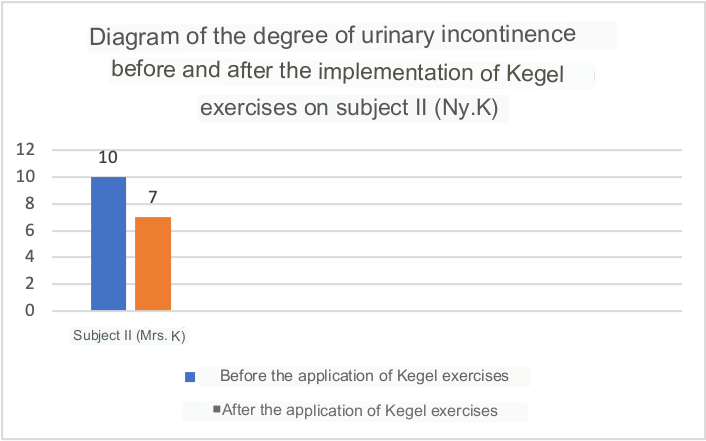 Diagram of the degree of urinary incontinence
before and after the implementation of Kegel
exercises on subject II (Ny.K)
12
10
8
6
4
2
0
10
7
Subject II (Mrs. K)
Before the application of Kegel exercises
After the application of Kegel exercises